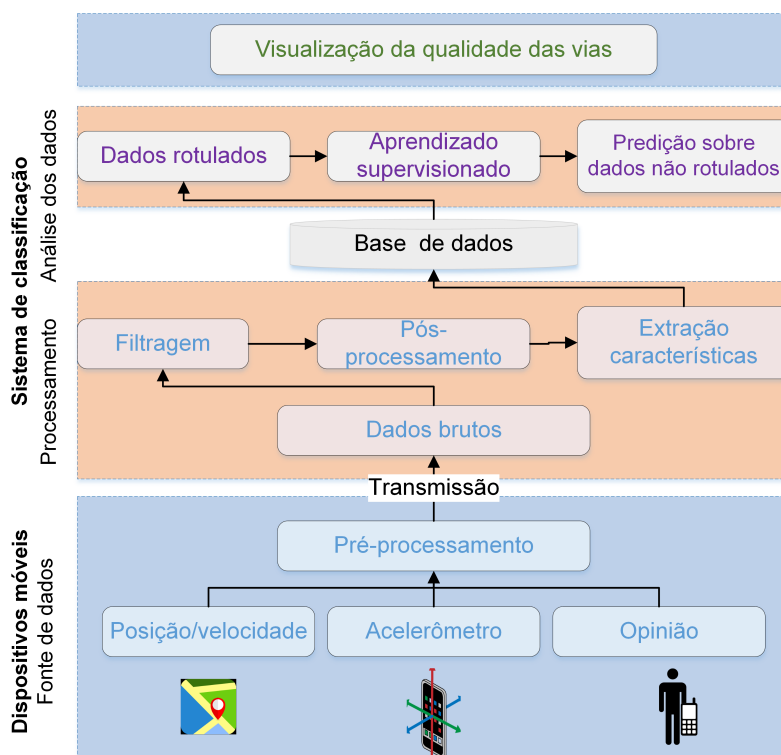 Visualização da qualidade das vias
Sistema de classificação
Análise dos dados
Dados rotulados
Aprendizado
supervisionado
Predição sobre
dados não rotulados
Base de dados
Processamento
Filtragem
Pós-
processamento
Extração
características
Dados brutos
Transmissão
Dispositivos móveis
Fonte de dados
Pré-processamento
Posição/velocidade
Acelerômetro
Opinião